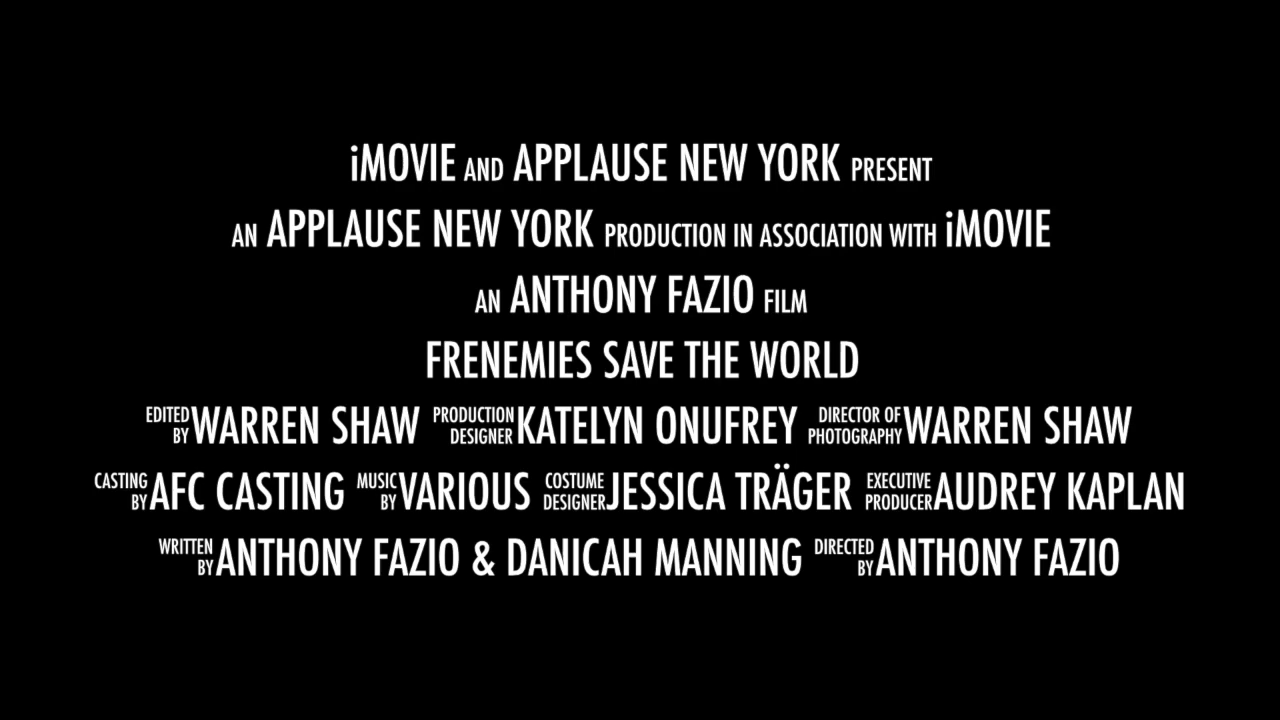 iMOVIE AND APPLAUSE NEW YORK PRESENT
AN APPLAUSE NEW YORK PRODUCTION IN ASSOCIATION WITH iMOVIE
AN ANTHONY FAZIO FILM
FRENEMIES SAVE THE WORLD
EDITED BY WARREN SHAW PRODUCTION DESIGNER KATELYN ONUFREY DIRECTOR OF PHOTOGRAPHY WARREN SHAW
CASTING BY AFC CASTING MUSIC BY VARIOUS COSTUME DESIGNER JESSICA TRÄGER EXECUTIVE PRODUCER AUDREY KAPLAN
WRITTEN BY ANTHONY FAZIO & DANICAH MANNING DIRECTED BY ANTHONY FAZIO